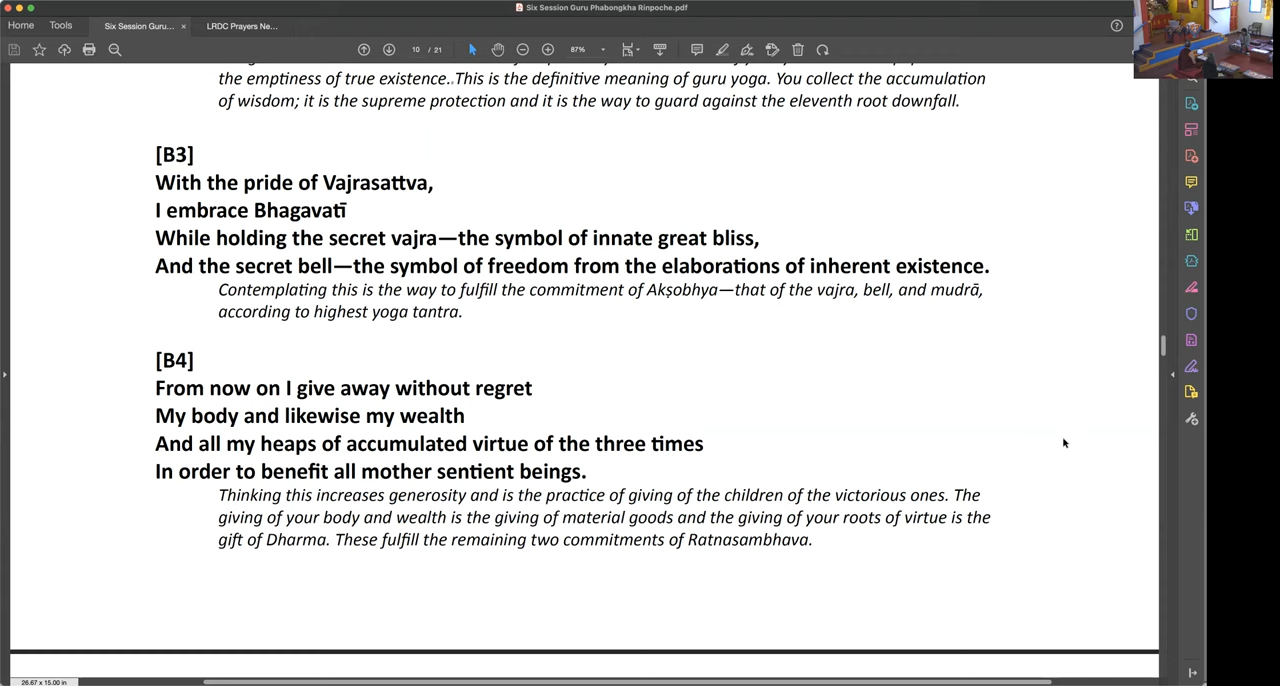 Six Session Guru Phabongkha Rinpoche.pdf
Home Tools Six Session Guru... × LRDC Prayers Ne...
10 / 21 87%
the emptiness of true existence. This is the definitive meaning of guru yoga. You collect the accumulation
of wisdom; it is the supreme protection and it is the way to guard against the eleventh root downfall.
[B3]
With the pride of Vajrasattva,
I embrace Bhagavatī
While holding the secret vajra—the symbol of innate great bliss,
And the secret bell—the symbol of freedom from the elaborations of inherent existence.
Contemplating this is the way to fulfill the commitment of Akṣobhya—that of the vajra, bell, and mudrā,
according to highest yoga tantra.
[B4]
From now on I give away without regret
My body and likewise my wealth
And all my heaps of accumulated virtue of the three times
In order to benefit all mother sentient beings.
Thinking this increases generosity and is the practice of giving of the children of the victorious ones. The
giving of your body and wealth is the giving of material goods and the giving of your roots of virtue is the
gift of Dharma. These fulfill the remaining two commitments of Ratnasambhava.
26.67 x 15.00 in